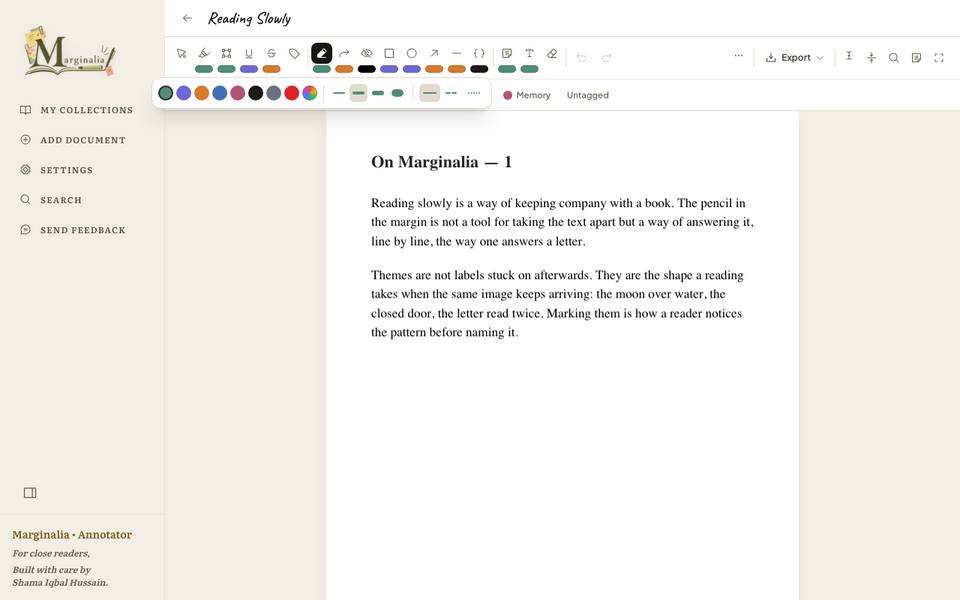 Marginalia
Reading Slowly
Export
MY COLLECTIONS
ADD DOCUMENT
SETTINGS
SEARCH
SEND FEEDBACK
Memory Untagged
On Marginalia — 1
Reading slowly is a way of keeping company with a book. The pencil in
the margin is not a tool for taking the text apart but a way of answering it,
line by line, the way one answers a letter.
Themes are not labels stuck on afterwards. They are the shape a reading
takes when the same image keeps arriving: the moon over water, the
closed door, the letter read twice. Marking them is how a reader notices
the pattern before naming it.
Marginalia • Annotator
For close readers,
Built with care by
Shama Iqbal Hussain.